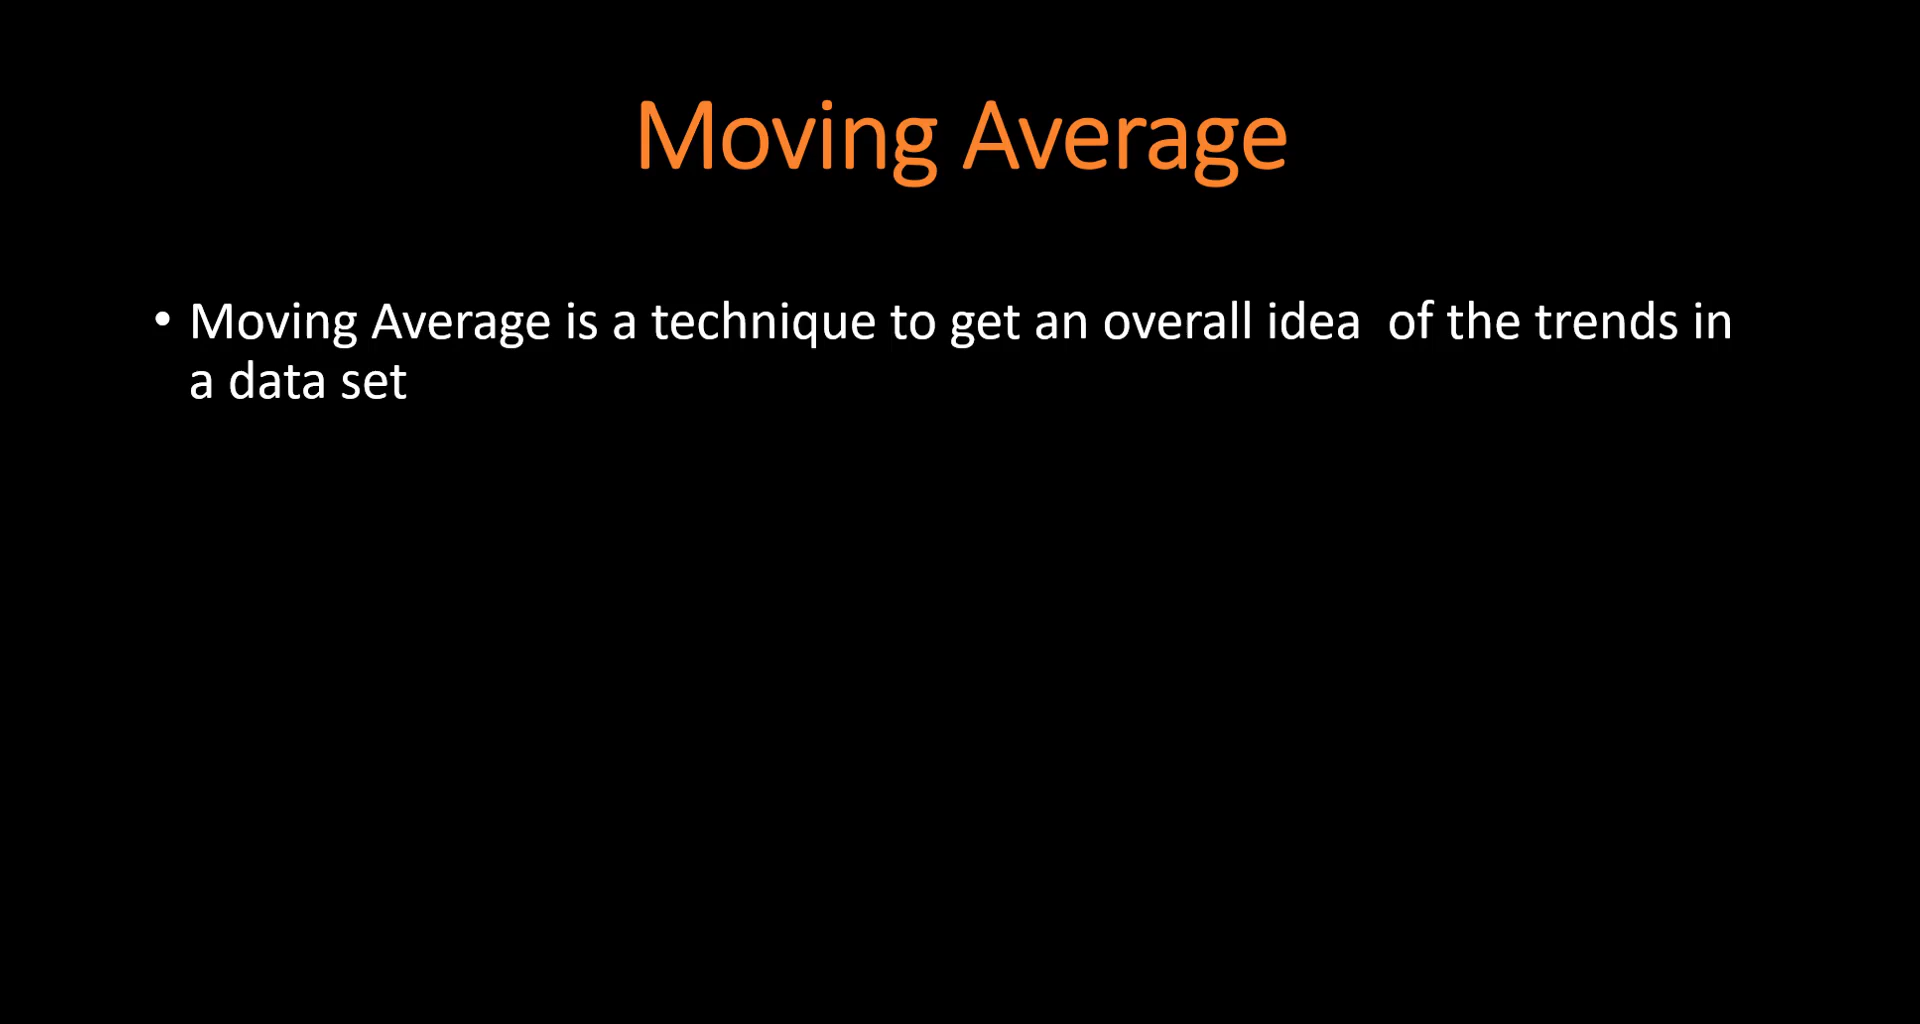 Moving Average
• Moving Average is a technique to get an overall idea  of the trends in
a data set